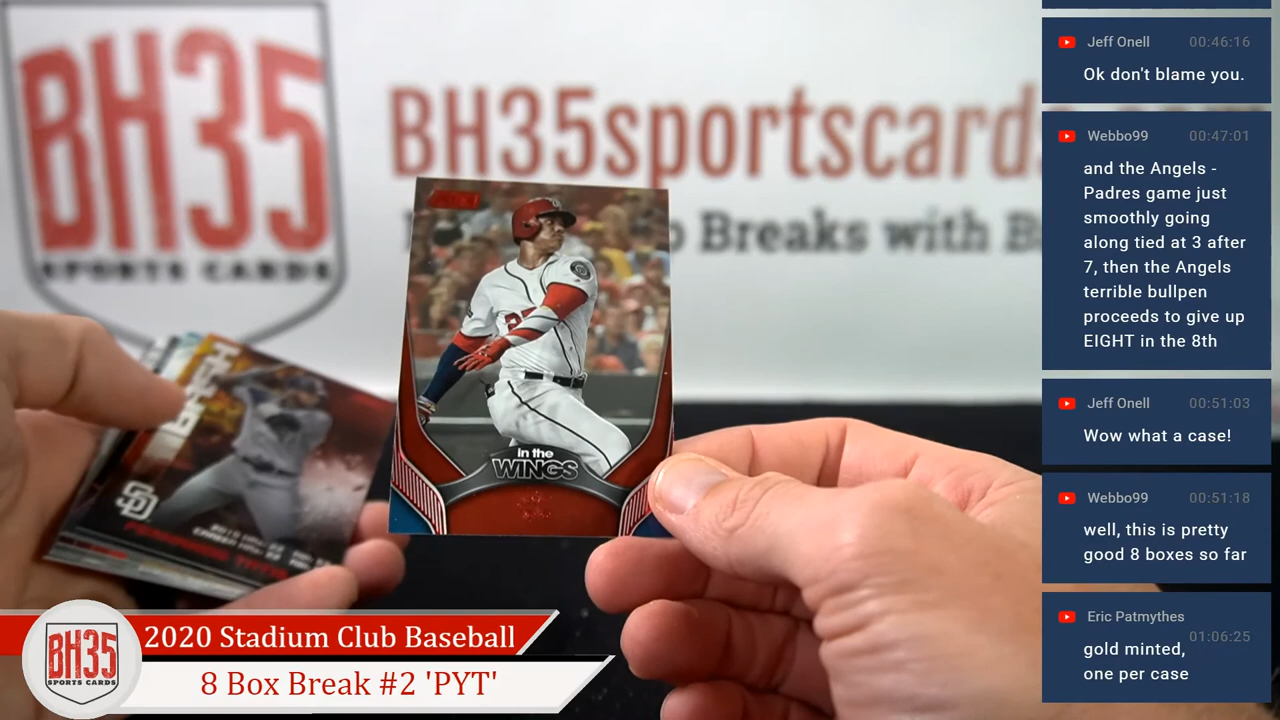 BH35
SPORTS CARDS
BH35sportscards.com
Breaks with
in the
WINGS
SD
2020 Stadium Club Baseball
8 Box Break #2 'PYT'
BH35
SPORTS CARDS
Jeff Onell 00:46:16
Ok don't blame you.
Webbo99 00:47:01
and the Angels -
Padres game just
smoothly going
along tied at 3 after
7, then the Angels
terrible bullpen
proceeds to give up
EIGHT in the 8th
Jeff Onell 00:51:03
Wow what a case!
Webbo99 00:51:18
well, this is pretty
good 8 boxes so far
Eric Patmythes
01:06:25
gold minted,
one per case